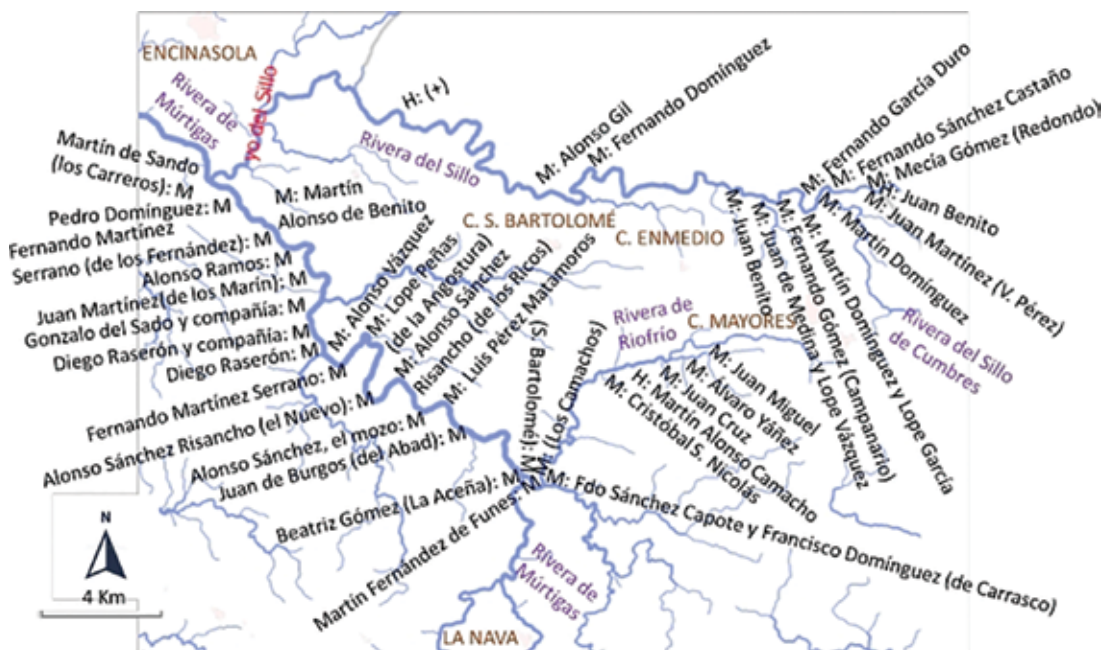 ENCINASOLA
Rivera de
Múrtigas
yo del Sillo
H: (+)
Rivera del Sillo
M: Alonso Gil
M: Fernando Domínguez
M: Fernando García Duro
M: Fernando Sánchez Castaño
M: Mecía Gómez (Redondo)
M: Juan Benito
M: Juan Martínez (V. Pérez)
M: Martín Domínguez
M: Martín Domínguez y Lope García
M: Fernando Gómez (Campanario)
M: Juan de Medina y Lope Vázquez
M: Juan Benito
Rivera del Sillo
de Cumbres
Martín de Sando
(los Carreros): M
Pedro Domínguez: M
Fernando Martínez
Serrano (de los Fernández): M
Alonso Ramos: M
Juan Martínez(de los Marín): M
Gonzalo del Sado y compañía: M
Diego Raserón y compañía: M
Diego Raserón: M
Fernando Martínez Serrano: M
Alonso Sánchez Risancho (el Nuevo): M
Alonso Sánchez, el mozo: M
Juan de Burgos (del Abad): M
Beatriz Gómez (La Aceña): M
Martín Fernández de Funes: M
M: Martín
Alonso de Benito
C. S. BARTOLOMÉ
C. ENMEDIO
M: Alonso Vázquez
M: Lope Peñas
(de la Angostura)
M: Alonso Sánchez
Risancho (de los Ricos)
M: Luis Pérez Matamoros
(S. Bartolomé): M
M: (Los Camachos)
Rivera de
Riofrío
C. MAYORES
M: Juan Miguel
M: Álvaro Yáñez
M: Juan Cruz
H: Martín Alonso Camacho
M: Cristóbal S. Nicolás
M: Fdo Sánchez Capote y Francisco Domínguez (de Carrasco)
Rivera de
Múrtigas
LA NAVA
N
4 Km